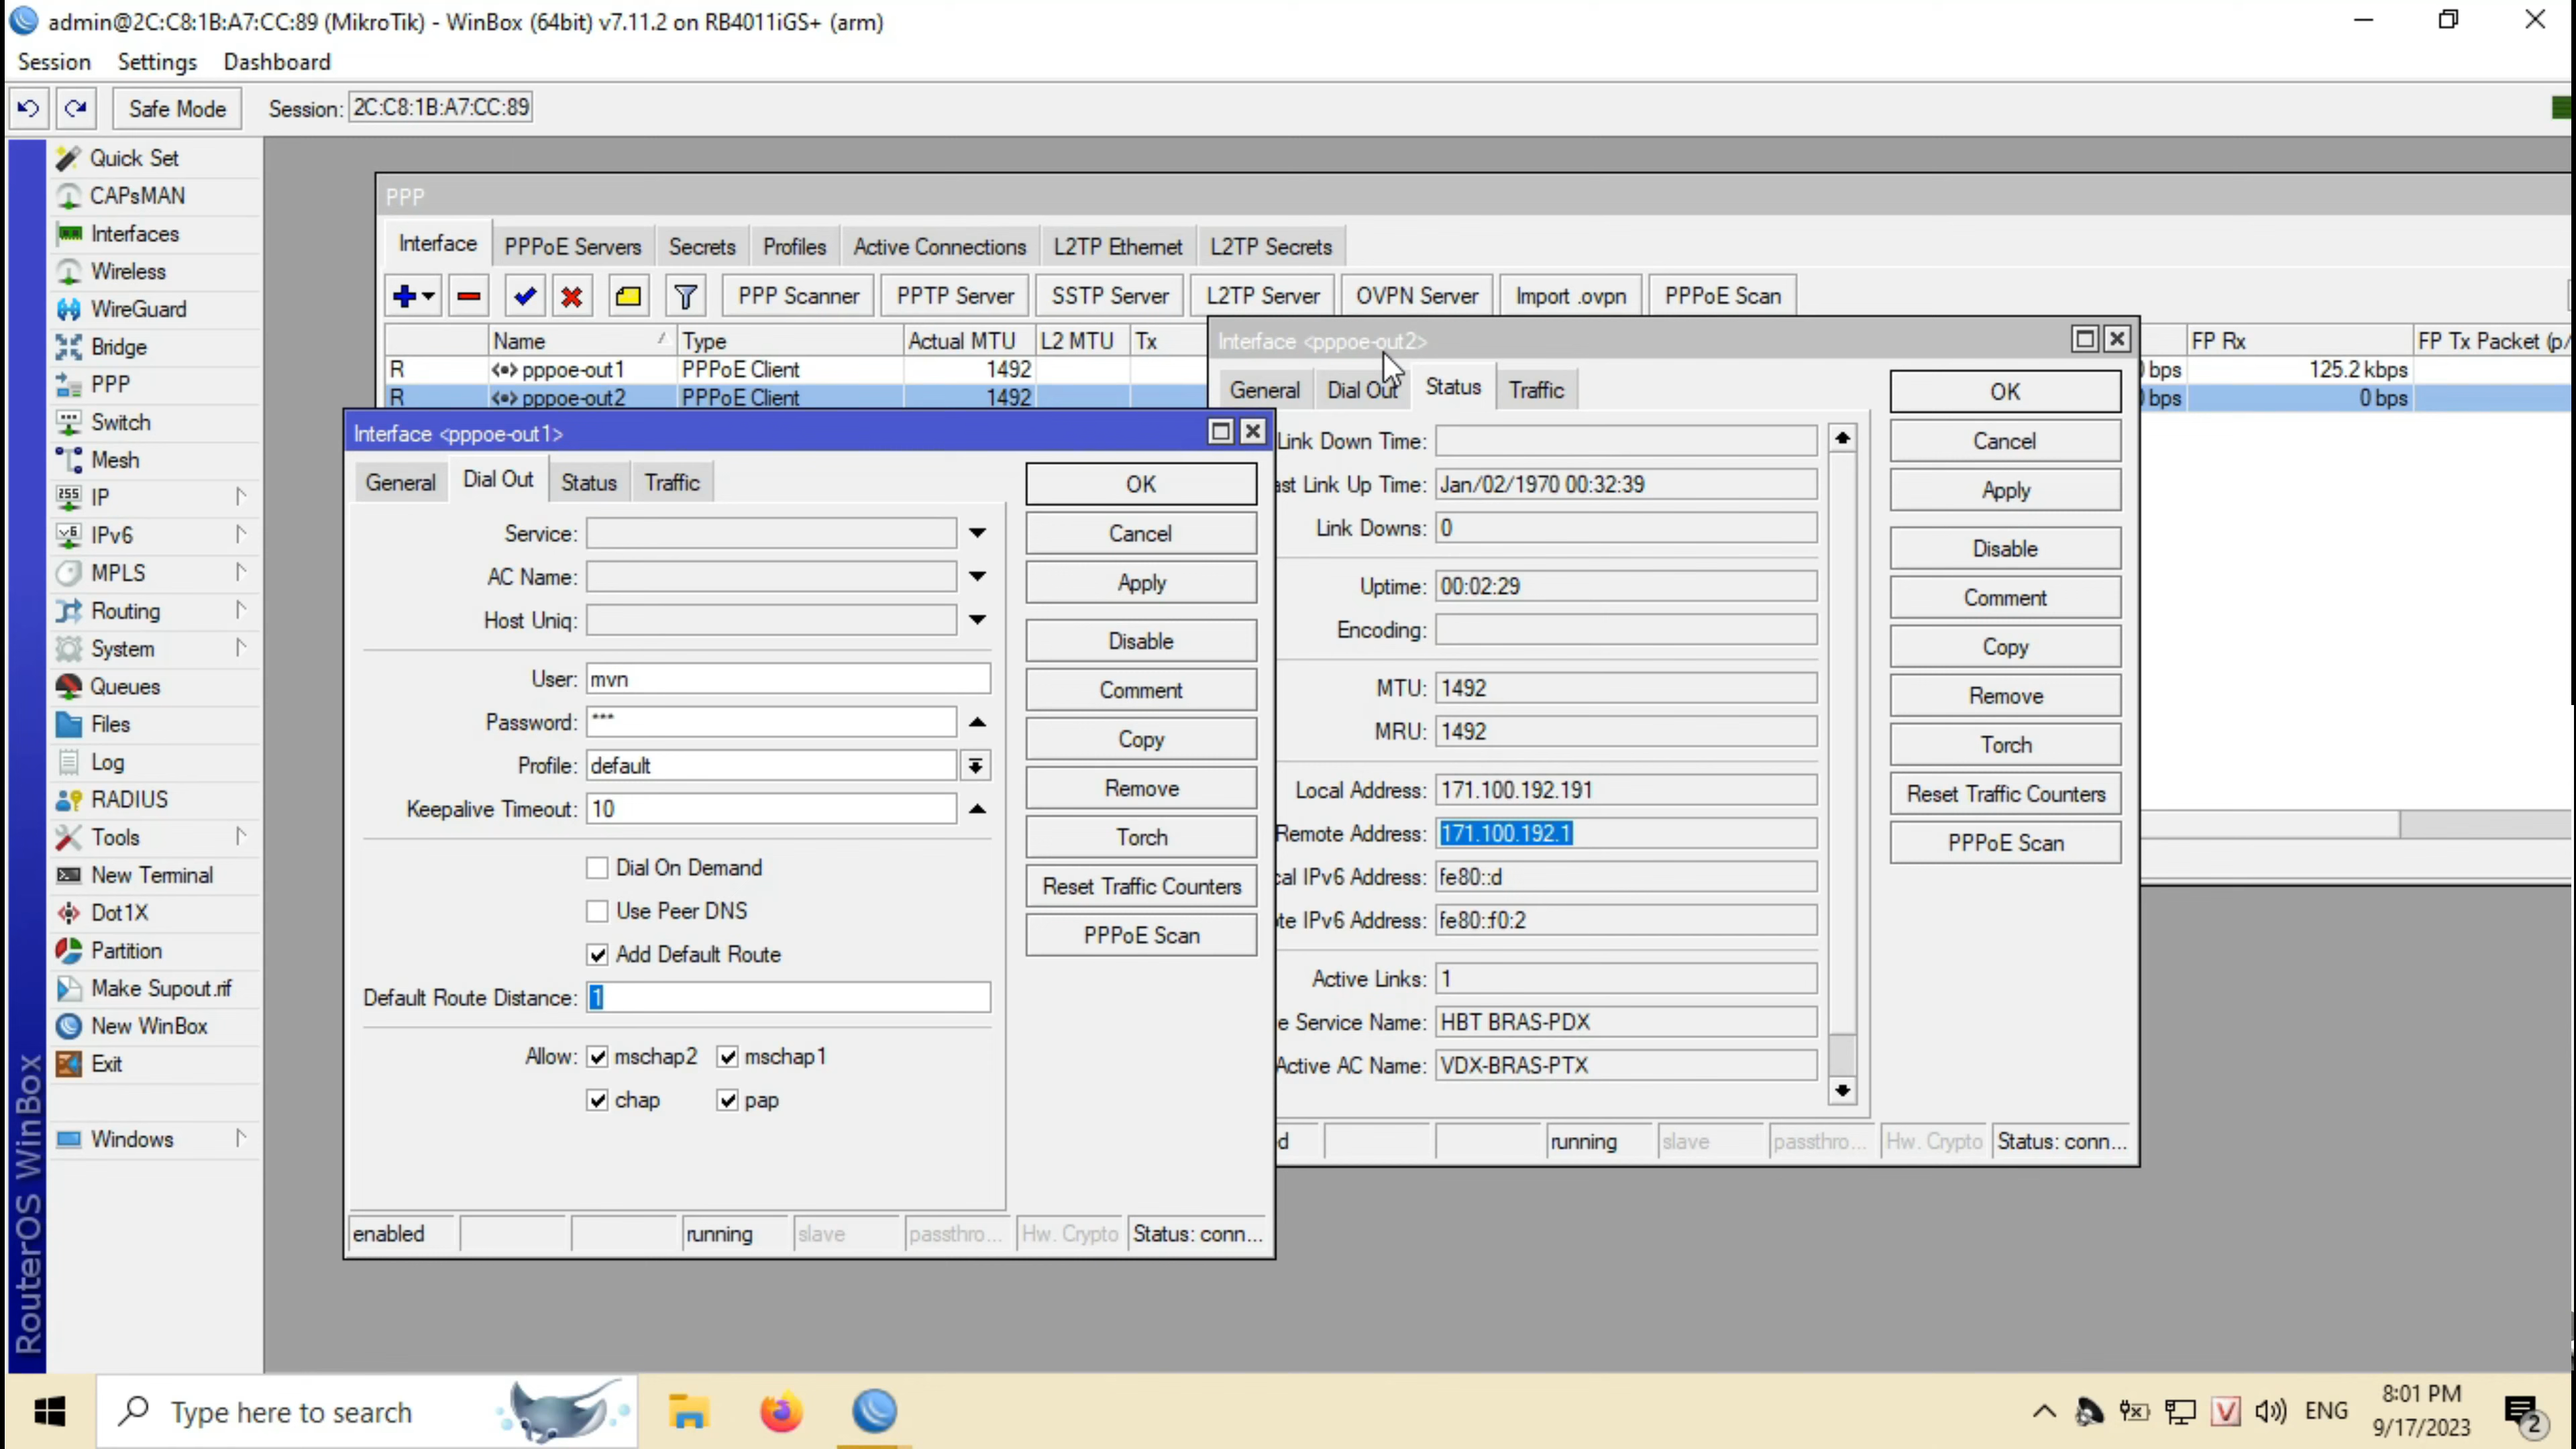 admin@2C:C8:1B:A7:CC:89 (MikroTik) - WinBox (64bit) v7.11.2 on RB4011iGS+ (arm)
Session Settings Dashboard
Safe Mode Session: 2C:C8:1B:A7:CC:89
Quick Set
CAPsMAN
Interfaces
Wireless
WireGuard
Bridge
PPP
Switch
Mesh
IP
IPv6
MPLS
Routing
System
Queues
Files
Log
RADIUS
Tools
New Terminal
Dot1X
Partition
Make Supout.rif
New WinBox
Exit
Windows
RouterOS WinBox
PPP
Interface PPPoE Servers Secrets Profiles Active Connections L2TP Ethernet L2TP Secrets
PPP Scanner PPTP Server SSTP Server L2TP Server OVPN Server Import .ovpn PPPoE Scan
Name Type Actual MTU L2 MTU Tx FP Rx FP Tx Packet (p/
R pppoe-out1 PPPoE Client 1492 bps 125.2 kbps
R pppoe-out2 PPPoE Client 1492 bps 0 bps
Interface <pppoe-out1>
General Dial Out Status Traffic
Service:
AC Name:
Host Uniq:
User: mvn
Password: ***
Profile: default
Keepalive Timeout: 10
Dial On Demand
Use Peer DNS
Add Default Route
Default Route Distance: 1
Allow: mschap2 mschap1
chap pap
OK
Cancel
Apply
Disable
Comment
Copy
Remove
Torch
Reset Traffic Counters
PPPoE Scan
enabled running slave passthro... Hw. Crypto Status: conn...
Interface <pppoe-out2>
General Dial Out Status Traffic
Link Down Time:
ast Link Up Time: Jan/02/1970 00:32:39
Link Downs: 0
Uptime: 00:02:29
Encoding:
MTU: 1492
MRU: 1492
Local Address: 171.100.192.191
Remote Address: 171.100.192.1
cal IPv6 Address: fe80::d
te IPv6 Address: fe80::f0:2
Active Links: 1
e Service Name: HBT BRAS-PDX
Active AC Name: VDX-BRAS-PTX
OK
Cancel
Apply
Disable
Comment
Copy
Remove
Torch
Reset Traffic Counters
PPPoE Scan
d running slave passthro... Hw. Crypto Status: conn...
Type here to search
ENG
8:01 PM
9/17/2023
2